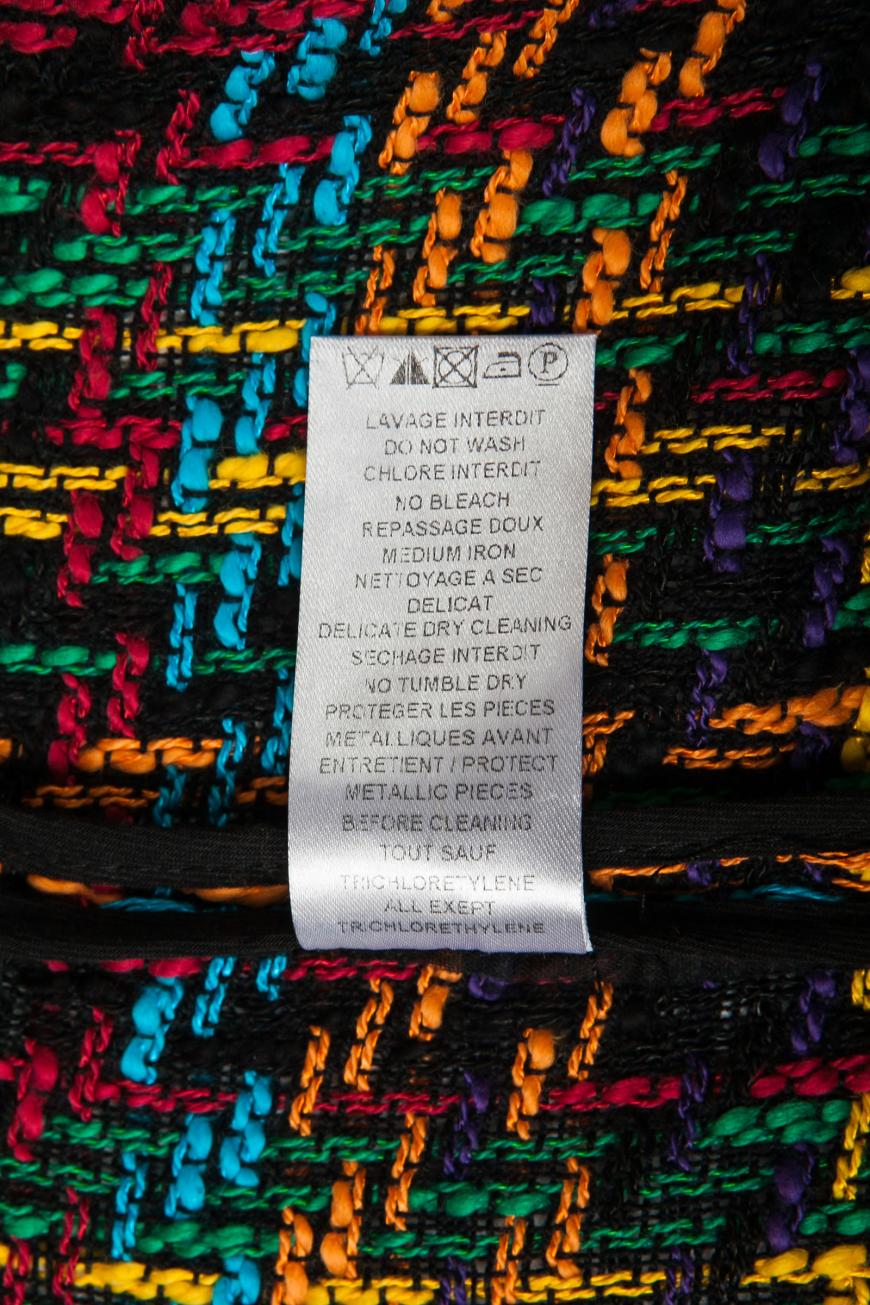 P
LAVAGE INTERDIT
DO NOT WASH
CHLORE INTERDIT
NO BLEACH
REPASSAGE DOUX
MEDIUM IRON
NETTOYAGE A SEC
DELICAT
DELICATE DRY CLEANING
SECHAGE INTERDIT
NO TUMBLE DRY
PROTEGER LES PIECES
METALLIQUES AVANT
ENTRETIENT / PROTECT
METALLIC PIECES
BEFORE CLEANING
TOUT SAUF
TRICHLORETYLENE
ALL EXEPT
TRICHLORETHYLENE